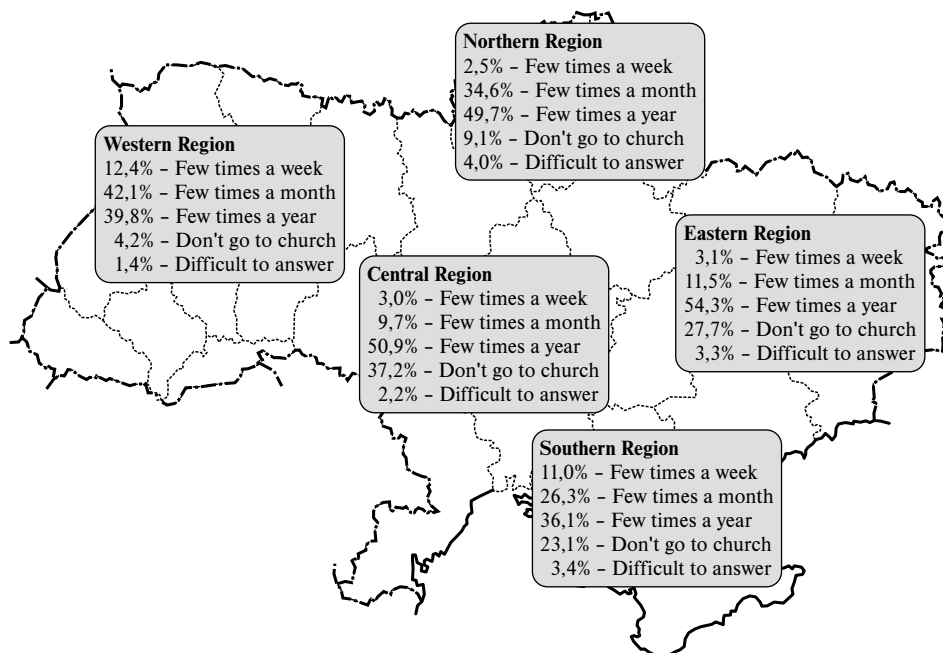 Northern Region
2,5% – Few times a week
34,6% – Few times a month
49,7% – Few times a year
9,1% – Don't go to church
4,0% – Difficult to answer
Western Region
12,4% – Few times a week
42,1% – Few times a month
39,8% – Few times a year
4,2% – Don't go to church
1,4% – Difficult to answer
Eastern Region
3,1% – Few times a week
11,5% – Few times a month
54,3% – Few times a year
27,7% – Don't go to church
3,3% – Difficult to answer
Central Region
3,0% – Few times a week
9,7% – Few times a month
50,9% – Few times a year
37,2% – Don't go to church
2,2% – Difficult to answer
Southern Region
11,0% – Few times a week
26,3% – Few times a month
36,1% – Few times a year
23,1% – Don't go to church
3,4% – Difficult to answer